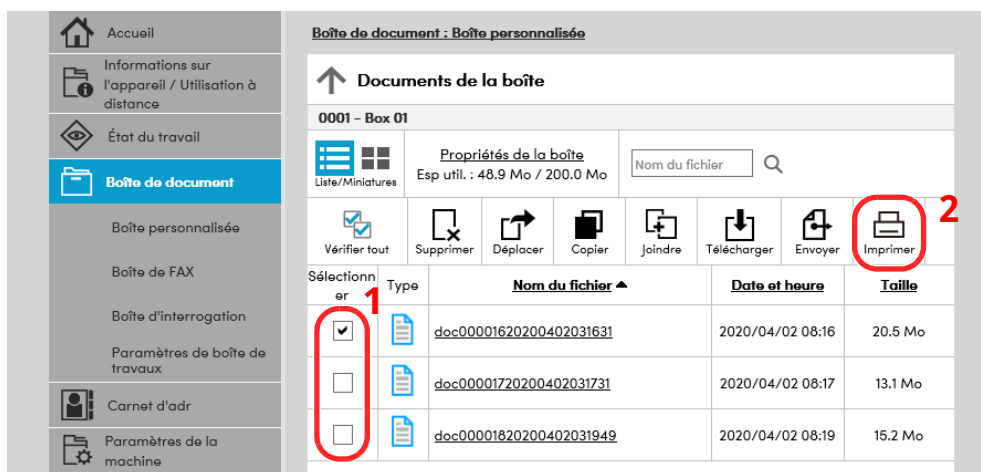 Accueil
Informations sur
l'appareil / Utilisation à
distance
État du travail
Boîte de document
Boîte personnalisée
Boîte de FAX
Boîte d'interrogation
Paramètres de boîte de
travaux
Carnet d'adr
Paramètres de la
machine
Boîte de document : Boîte personnalisée
Documents de la boîte
0001 - Box 01
Liste/Miniatures
Propriétés de la boîte
Esp util. : 48.9 Mo / 200.0 Mo
Nom du fichier
Vérifier tout
Supprimer
Déplacer
Copier
Joindre
Télécharger
Envoyer
Imprimer
2
Sélectionn
er
Type
Nom du fichier
Date et heure
Taille
1
doc00001620200402031631 2020/04/02 08:16 20.5 Mo
doc00001720200402031731 2020/04/02 08:17 13.1 Mo
doc00001820200402031949 2020/04/02 08:19 15.2 Mo